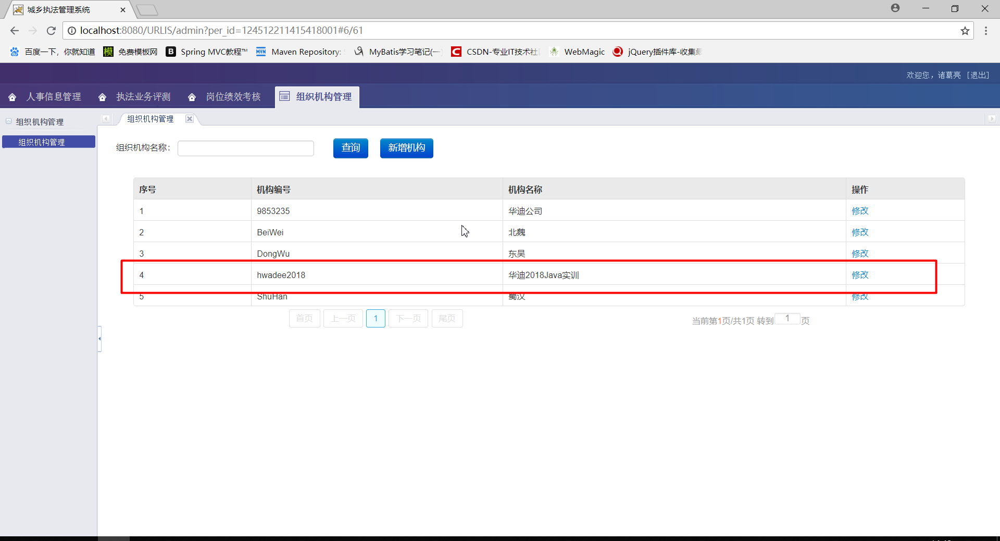 城乡执法管理系统
localhost:8080/URLIS/admin?per_id=124512211415418001#6/61
百度一下，你就知道 模 免费模板网 B Spring MVC教程™ MVN Maven Repository: MyBatis学习笔记(一 C CSDN-专业IT技术社 WebMagic jQuery插件库-收集最
欢迎您，诸葛亮 [退出]
人事信息管理 执法业务评测 岗位绩效考核 组织机构管理
组织机构管理
组织机构管理
组织机构管理
组织机构名称： 查询 新增机构
序号 机构编号 机构名称 操作
1 9853235 华迪公司 修改
2 BeiWei 北魏 修改
3 DongWu 东吴 修改
4 hwadee2018 华迪2018Java实训 修改
5 ShuHan 蜀汉 修改
首页 上一页 1 下一页 尾页 当前第1页/共1页 转到 1 页